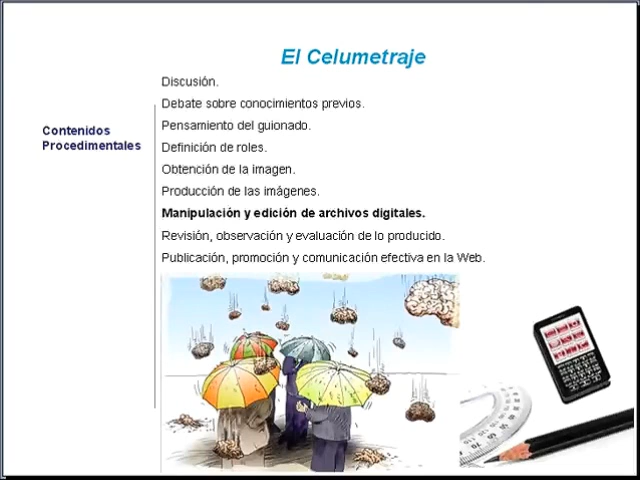 El Celumetraje
Discusión.
Debate sobre conocimientos previos.
Contenidos
Procedimentales
Pensamiento del guionado.
Definición de roles.
Obtención de la imagen.
Producción de las imágenes.
Manipulación y edición de archivos digitales.
Revisión, observación y evaluación de lo producido.
Publicación, promoción y comunicación efectiva en la Web.